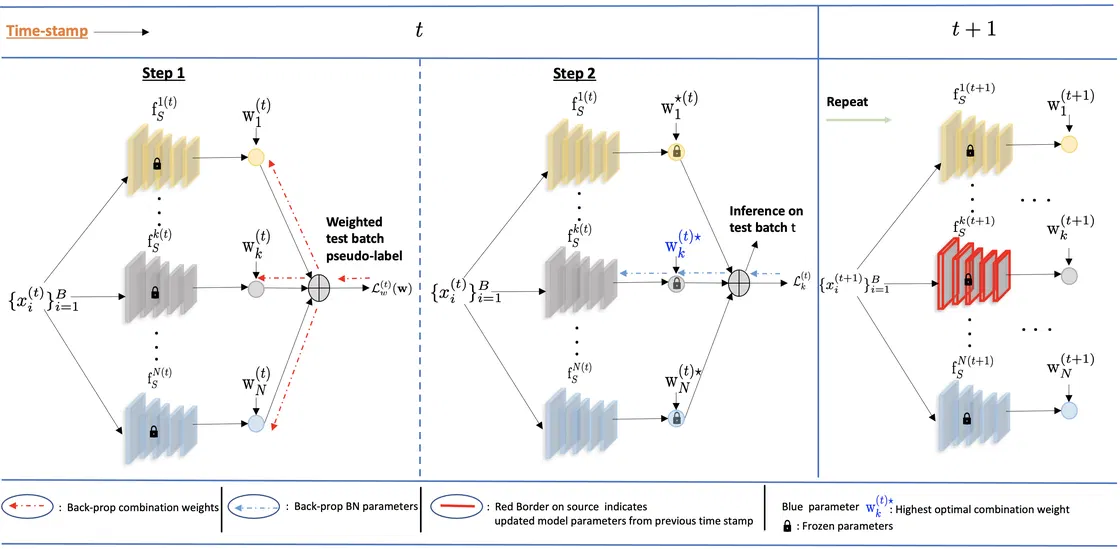 Time-stamp
t
t + 1
Step 1
f_S^{1(t)}
w_1^{(t)}
f_S^{k(t)}
w_k^{(t)}
Weighted
test batch
pseudo-label
{x_i^{(t)}}_{i=1}^B
ℒ_w^{(t)}(w)
f_S^{N(t)}
w_N^{(t)}
Step 2
f_S^{1(t)}
w_1^{⋆(t)}
Inference on
test batch t
f_S^{k(t)}
w_k^{(t)⋆}
{x_i^{(t)}}_{i=1}^B
ℒ_k^{(t)}
f_S^{N(t)}
w_N^{(t)⋆}
Repeat
f_S^{1(t+1)}
w_1^{(t+1)}
f_S^{k(t+1)}
w_k^{(t+1)}
{x_i^{(t+1)}}_{i=1}^B
f_S^{N(t+1)}
w_N^{(t+1)}
: Back-prop combination weights
: Back-prop BN parameters
: Red Border on source indicates
updated model parameters from previous time stamp
Blue parameter w_k^{(t)⋆} : Highest optimal combination weight
: Frozen parameters